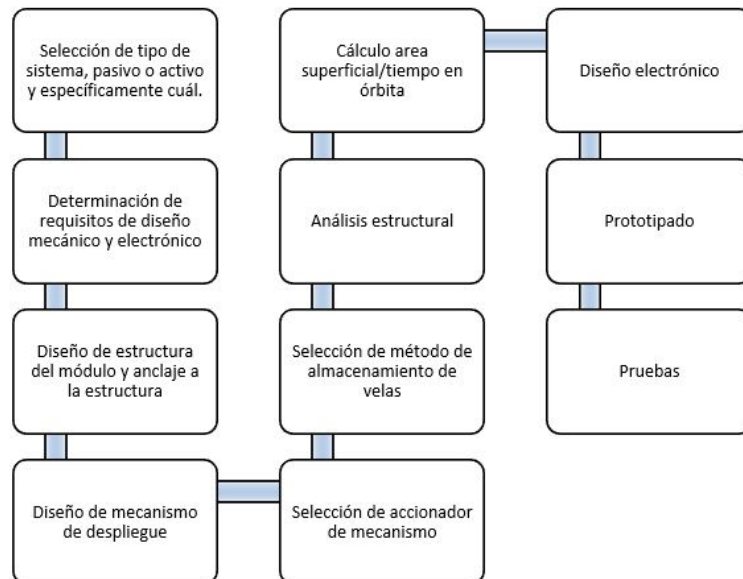 Selección de tipo de
sistema, pasivo o activo
y específicamente cuál.
Determinación de
requisitos de diseño
mecánico y electrónico
Diseño de estructura
del módulo y anclaje a
la estructura
Diseño de mecanismo
de despliegue
Selección de accionador
de mecanismo
Selección de método de
almacenamiento de
velas
Análisis estructural
Cálculo area
superficial/tiempo en
órbita
Diseño electrónico
Prototipado
Pruebas